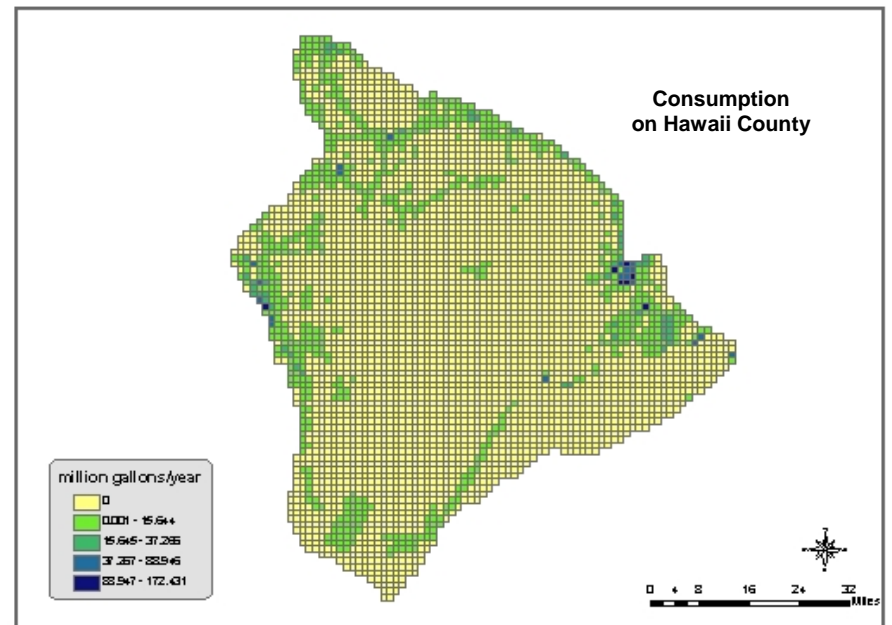 Consumption
on Hawaii County
million gallons/year
0
0.001 - 15.644
15.645 - 37.266
37.267 - 88.946
88.947 - 172.431
0 4 8 16 24 32
Miles